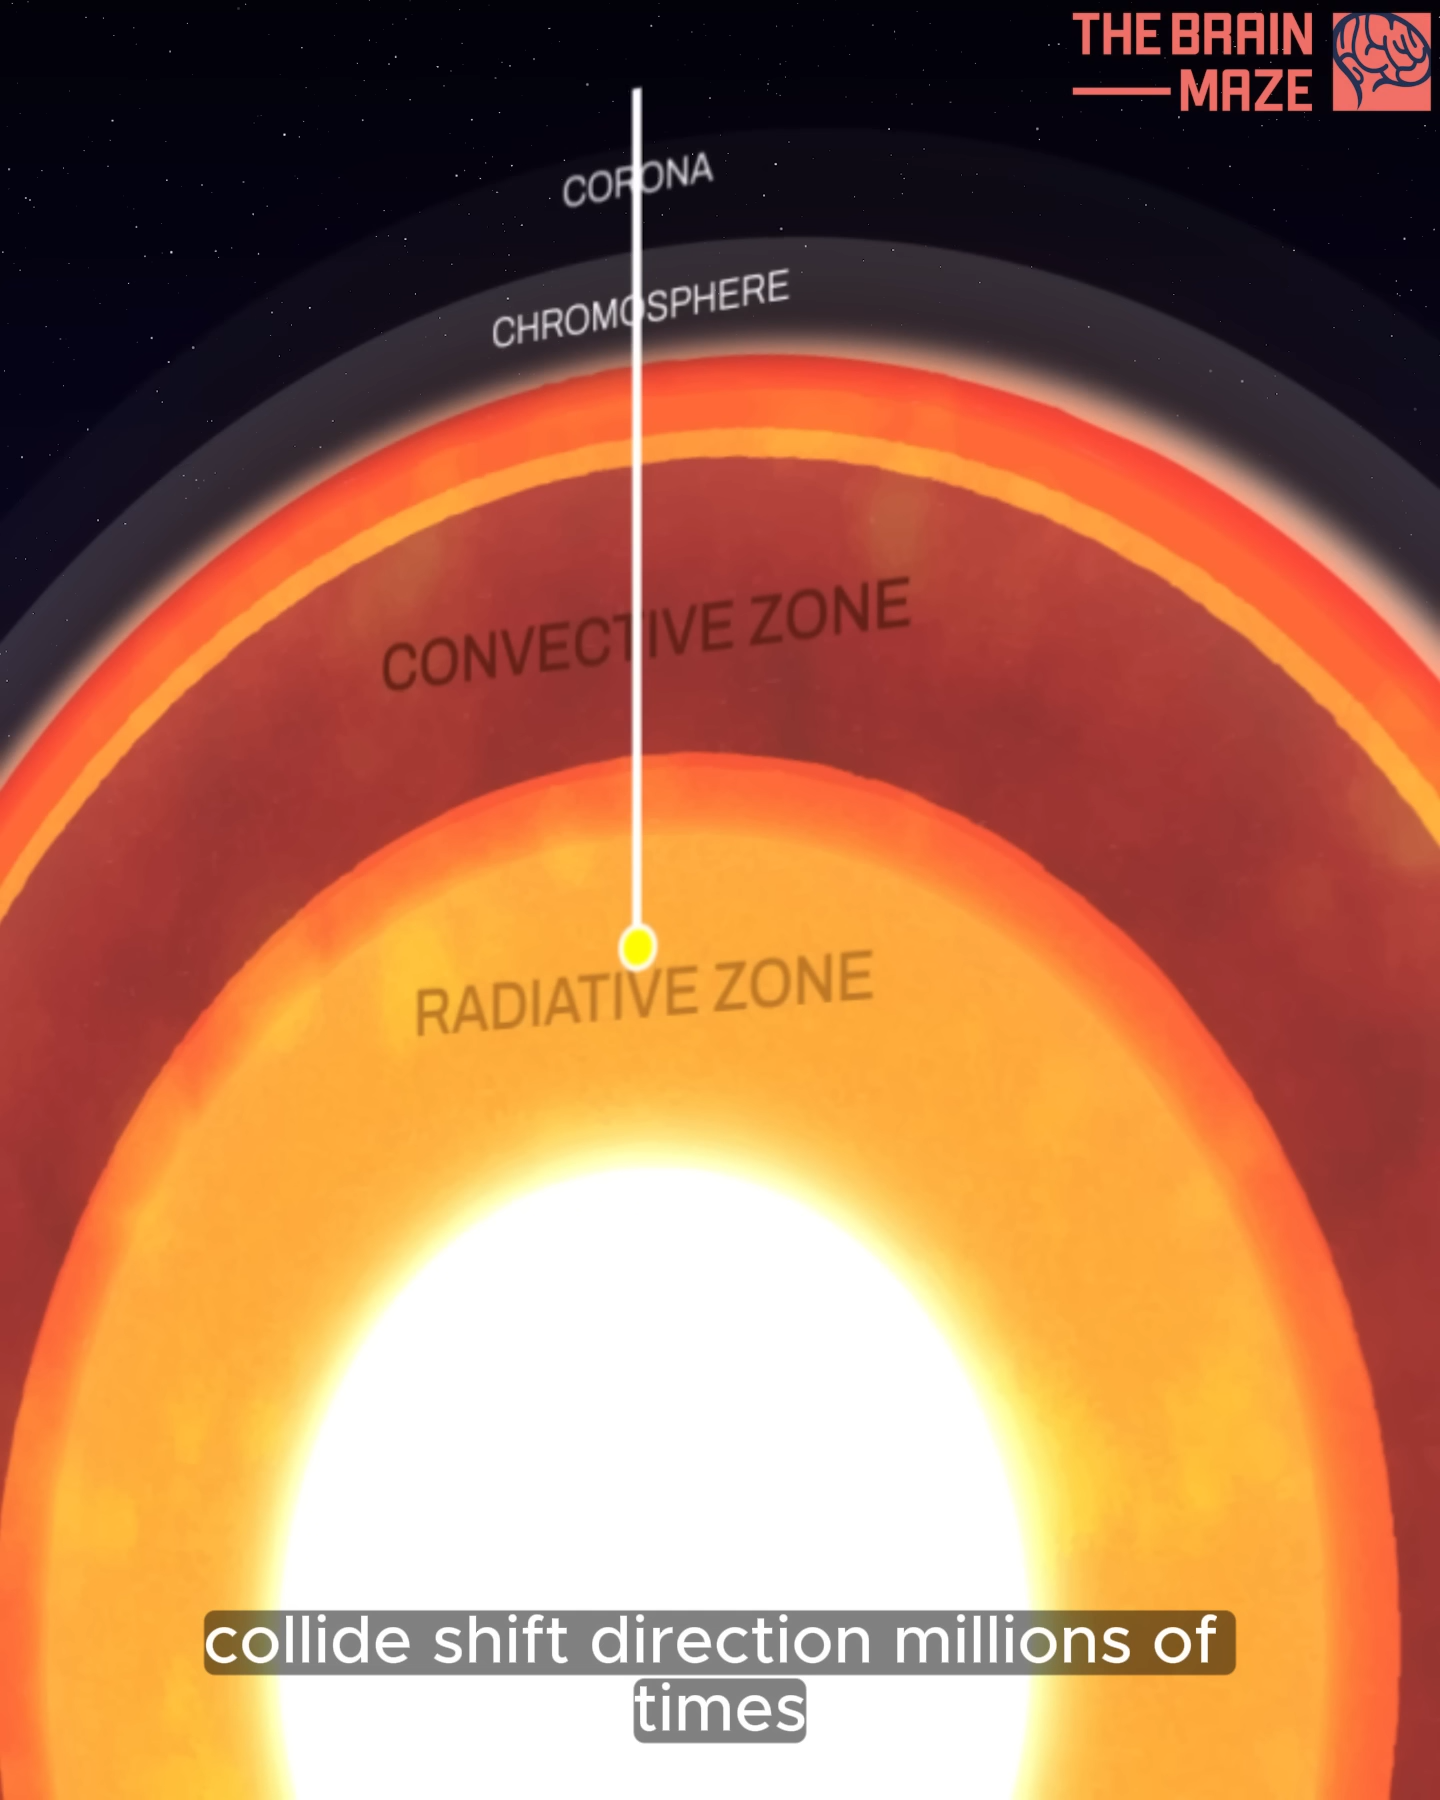 THE BRAIN
MAZE
CORONA
CHROMOSPHERE
CONVECTIVE ZONE
RADIATIVE ZONE
collide shift direction millions of
times